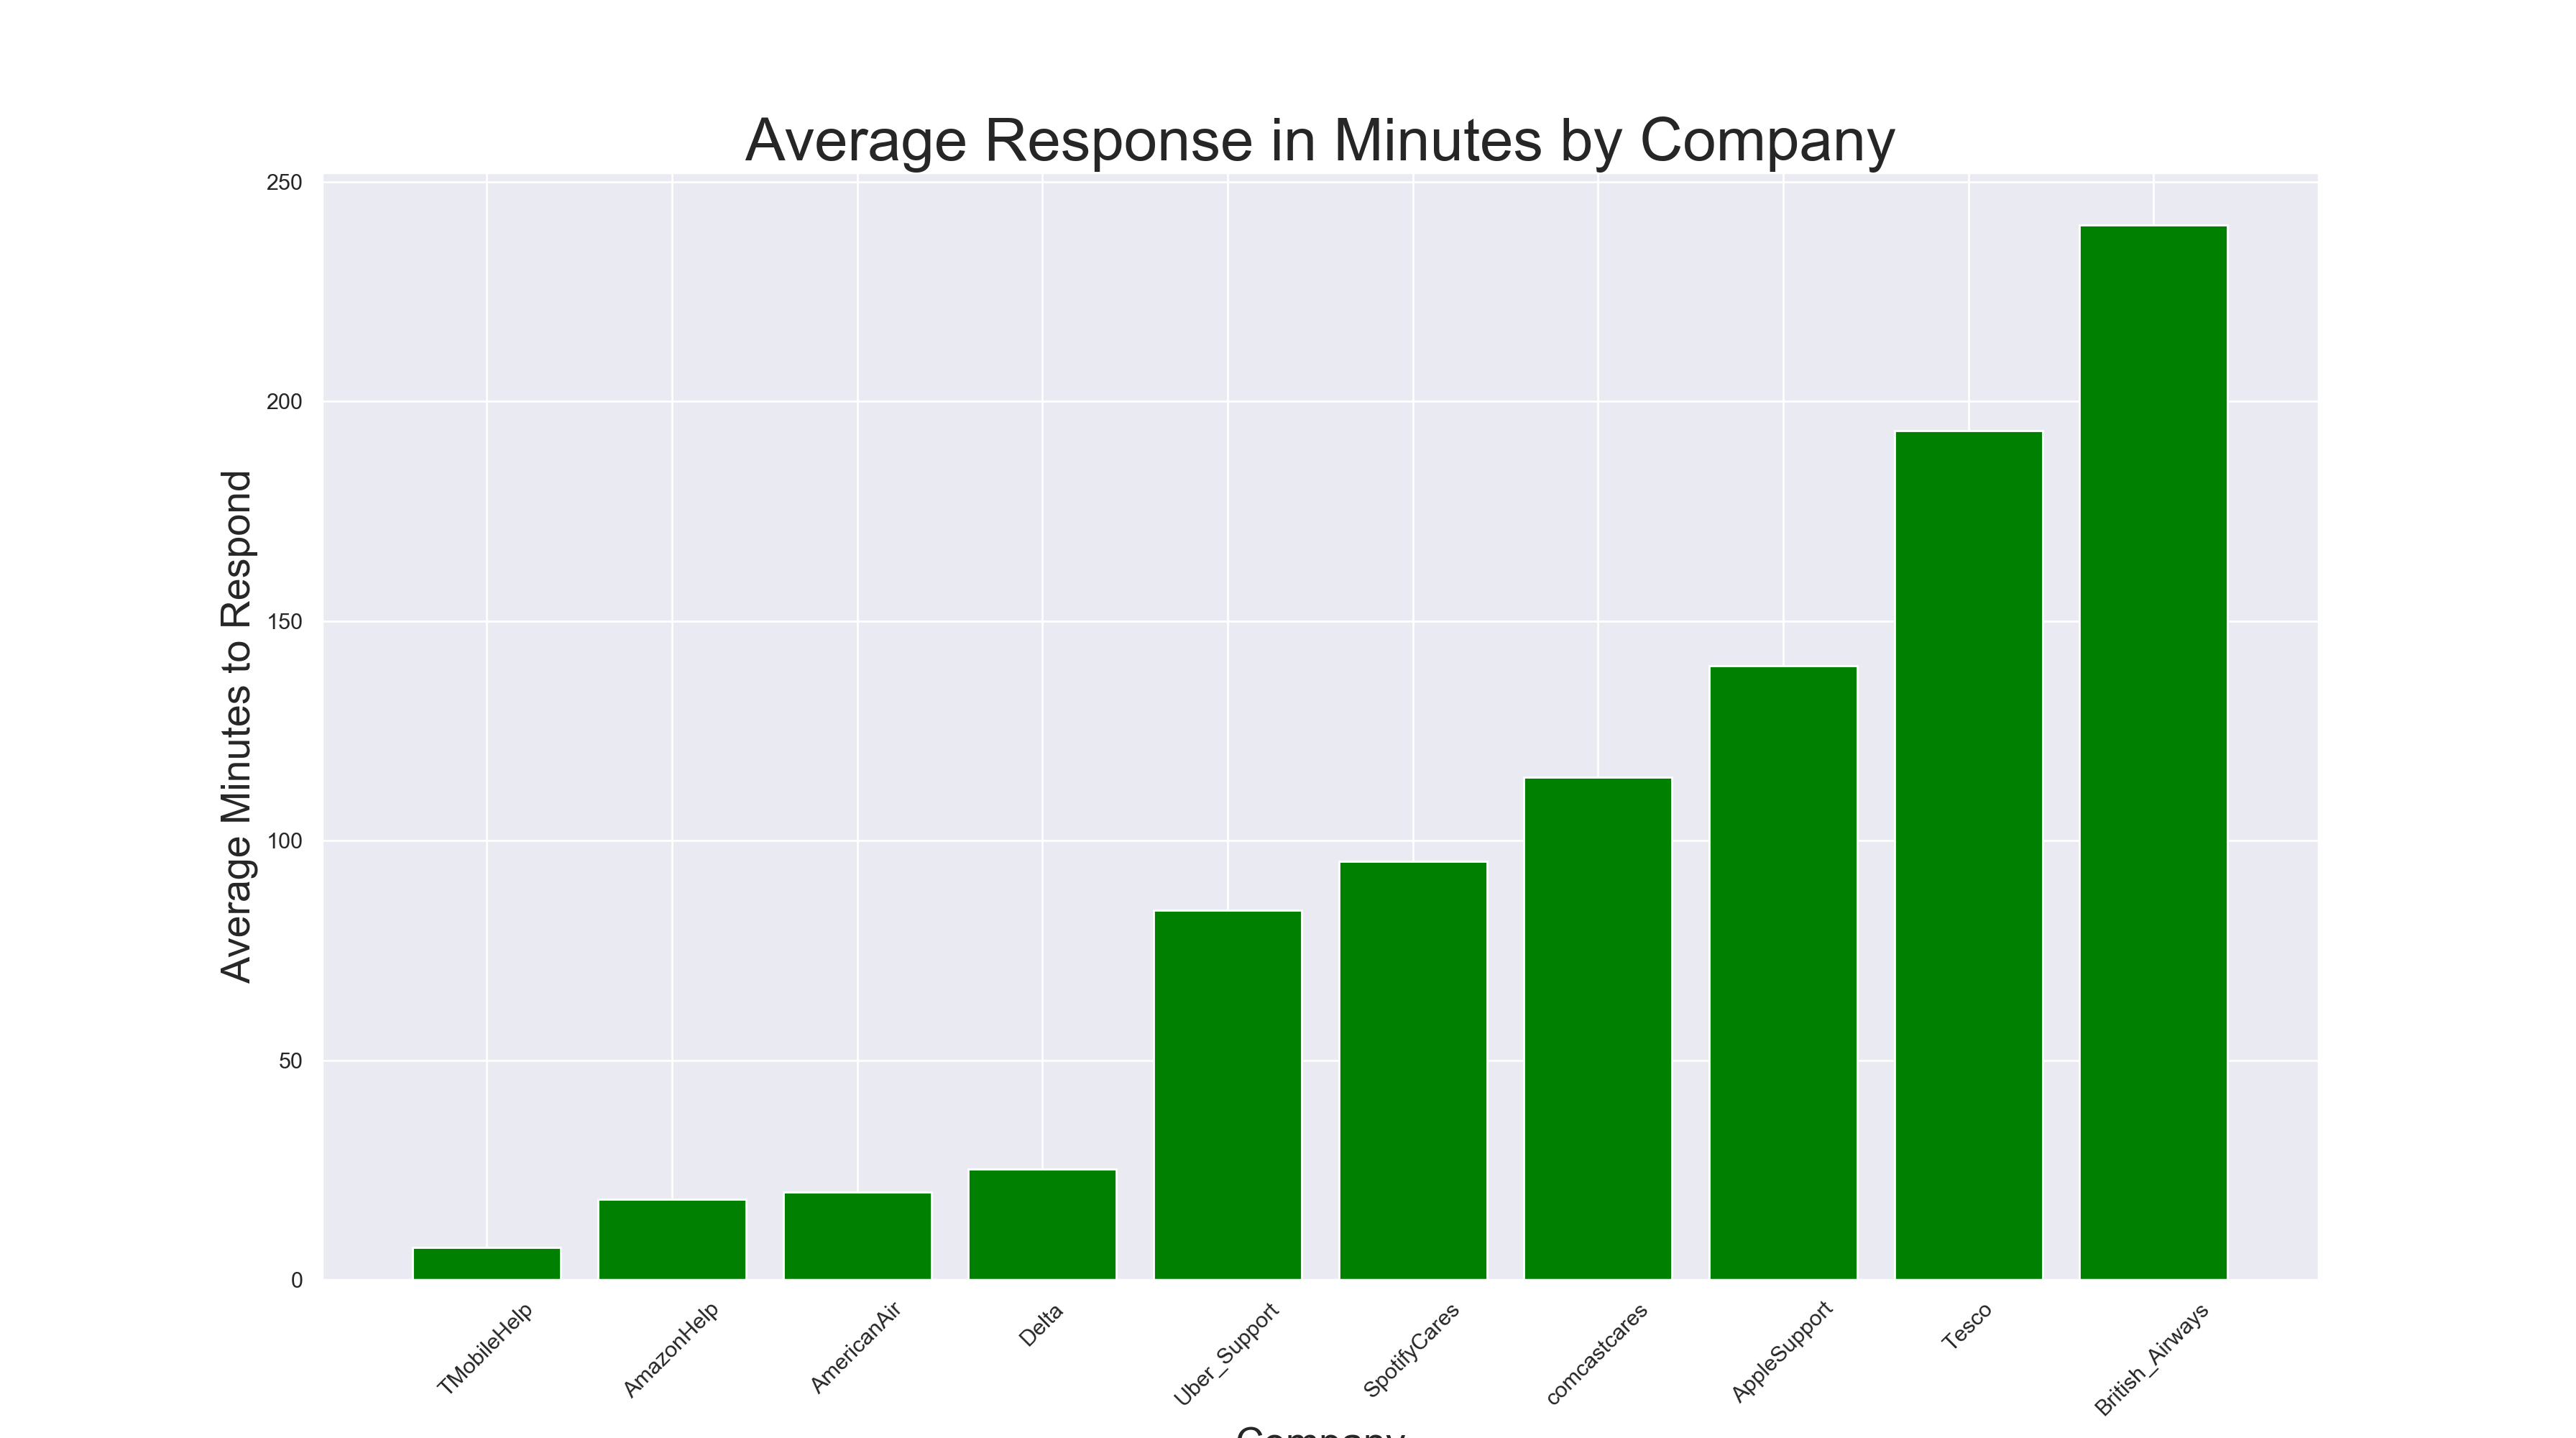 Average Response in Minutes by Company
250
200
150
100
50
0
Average Minutes to Respond
TMobileHelp
AmazonHelp
AmericanAir
Delta
Uber_Support
SpotifyCares
comcastcares
AppleSupport
Tesco
British_Airways
Company